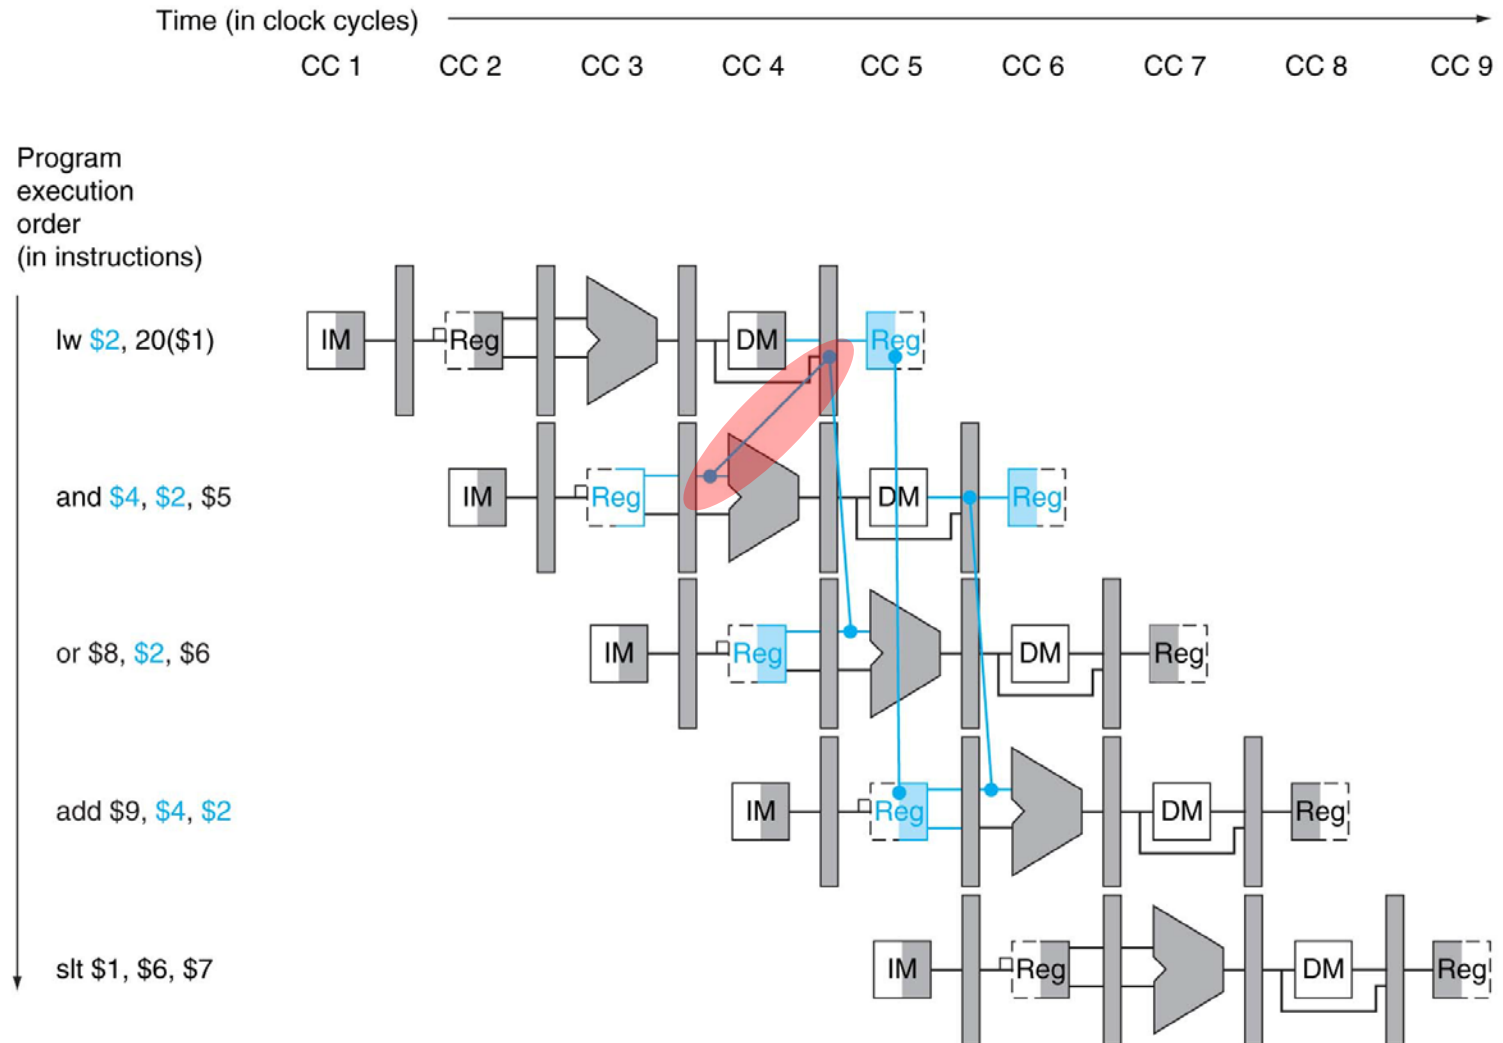 Time (in clock cycles)
CC 1 CC 2 CC 3 CC 4 CC 5 CC 6 CC 7 CC 8 CC 9
Program
execution
order
(in instructions)
lw $2, 20($1) IM Reg DM Reg
and $4, $2, $5 IM Reg DM Reg
or $8, $2, $6 IM Reg DM Reg
add $9, $4, $2 IM Reg DM Reg
slt $1, $6, $7 IM Reg DM Reg